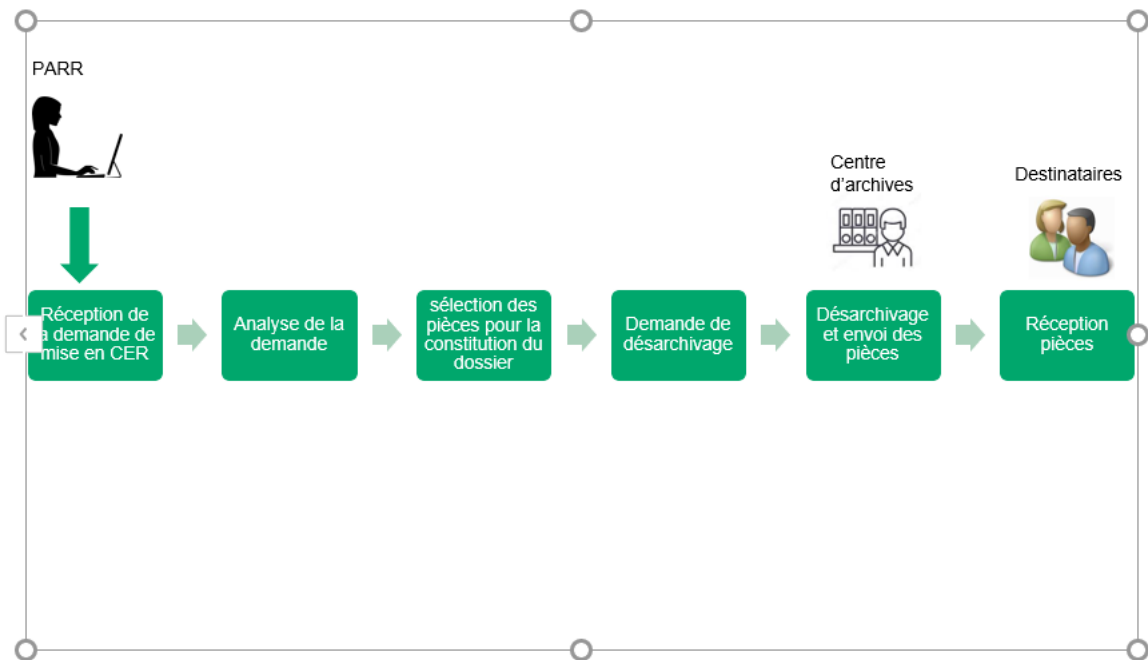 PARR
Centre
d'archives
Destinataires
Réception de
a demande de
mise en CER
Analyse de la
demande
sélection des
pièces pour la
constitution du
dossier
Demande de
désarchivage
Désarchivage
et envoi des
pièces
Réception
pièces